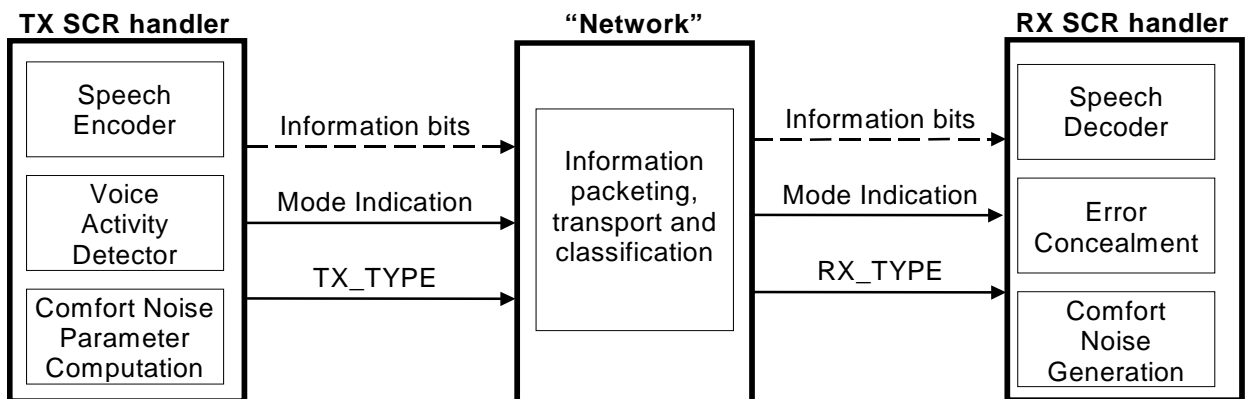 TX SCR handler
Speech
Encoder
Voice
Activity
Detector
Comfort Noise
Parameter
Computation
Information bits
Mode Indication
TX_TYPE
“Network”
Information
packeting,
transport and
classification
Information bits
Mode Indication
RX_TYPE
RX SCR handler
Speech
Decoder
Error
Concealment
Comfort
Noise
Generation